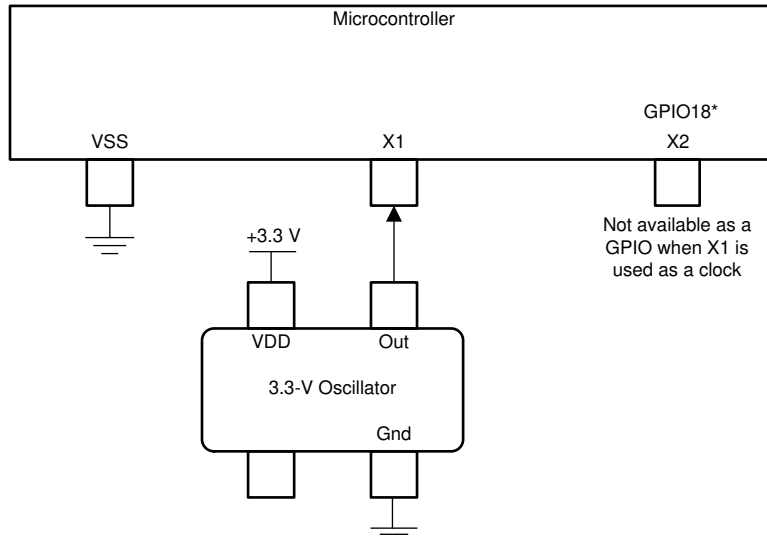 Microcontroller
GPIO18*
VSS
X1
X2
Not available as a
GPIO when X1 is
used as a clock
+3.3 V
VDD
Out
3.3-V Oscillator
Gnd